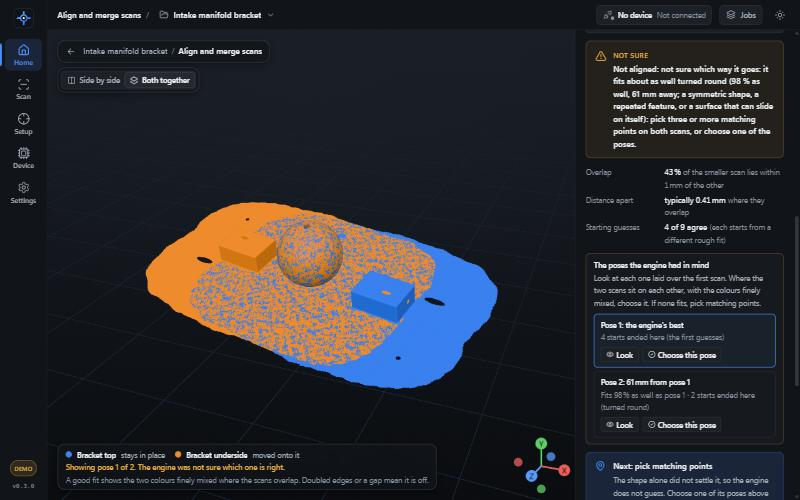 Align and merge scans / Intake manifold bracket
No device Not connected
Jobs
Home
Scan
Setup
Device
Settings
DEMO
v0.3.0
Intake manifold bracket / Align and merge scans
Side by side Both together
Bracket top stays in place Bracket underside moved onto it
Showing pose 1 of 2. The engine was not sure which one is right.
A good fit shows the two colours finely mixed where the scans overlap. Doubled edges or a gap mean it is off.
Y
X
Z
NOT SURE
Not aligned: not sure which way it goes: it
fits about as well turned round (98 % as
well, 61 mm away; a symmetric shape, a
repeated feature, or a surface that can slide
on itself): pick three or more matching
points on both scans, or choose one of the
poses.
Overlap 43 % of the smaller scan lies within
1 mm of the other
Distance apart typically 0.41 mm where they
overlap
Starting guesses 4 of 9 agree (each starts from a
different rough fit)
The poses the engine had in mind
Look at each one laid over the first scan. Where the
two scans sit on each other, with the colours finely
mixed, choose it. If none fits, pick matching points.
Pose 1: the engine's best
4 starts ended here (the first guesses)
Look Choose this pose
Pose 2: 61 mm from pose 1
Fits 98 % as well as pose 1 · 2 starts ended here
(turned round)
Look Choose this pose
Next: pick matching points
The shape alone did not settle it, so the engine
does not guess. Choose one of its poses above